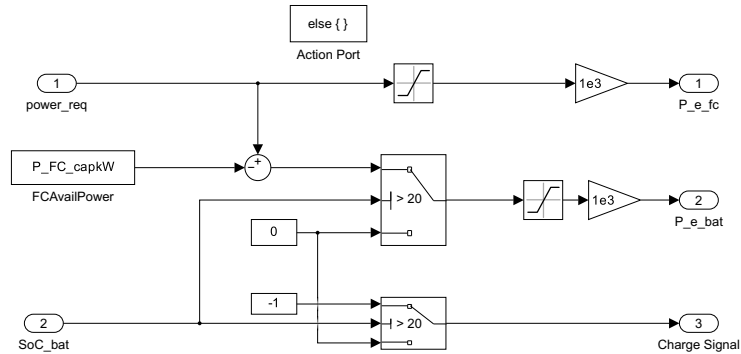 else { }
Action Port
1
power_req
1e3
1
P_e_fc
P_FC_capkW
FCAvailPower
− +
> 20
1e3
2
P_e_bat
0
-1
2
SoC_bat
> 20
3
Charge Signal